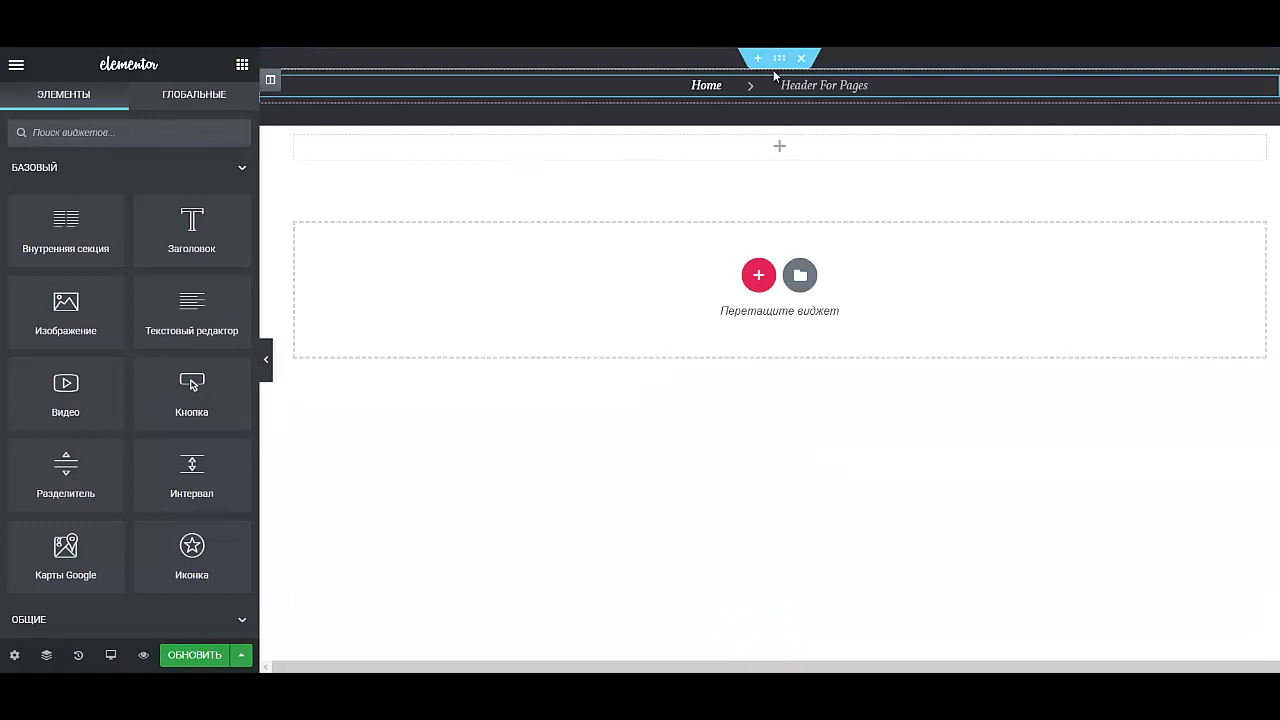 elementor
ЭЛЕМЕНТЫ ГЛОБАЛЬНЫЕ
Поиск виджетов...
БАЗОВЫЙ
Внутренняя секция Заголовок
Изображение Текстовый редактор
Видео Кнопка
Разделитель Интервал
Карты Google Иконка
ОБЩИЕ
ОБНОВИТЬ
Home Header For Pages
Перетащите виджет